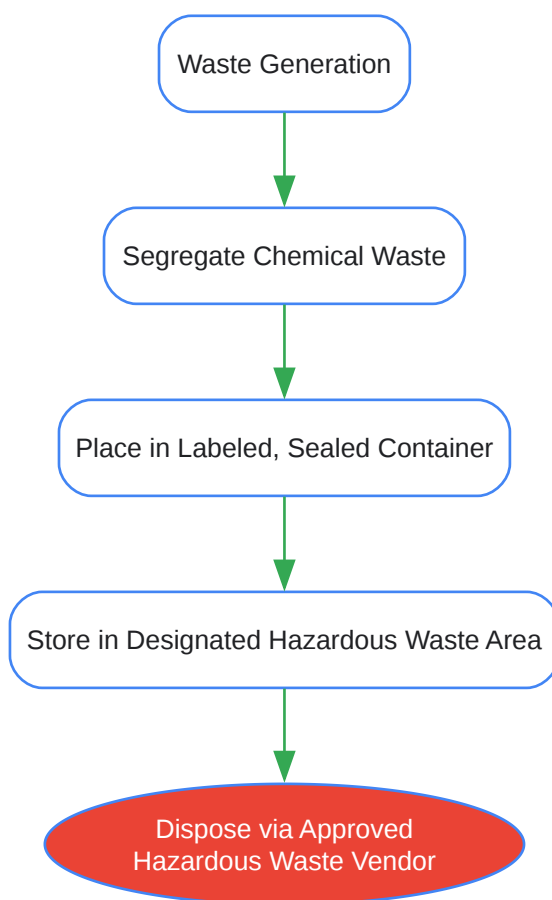 Waste Generation
Segregate Chemical Waste
Place in Labeled, Sealed Container
Store in Designated Hazardous Waste Area
Dispose via Approved
Hazardous Waste Vendor